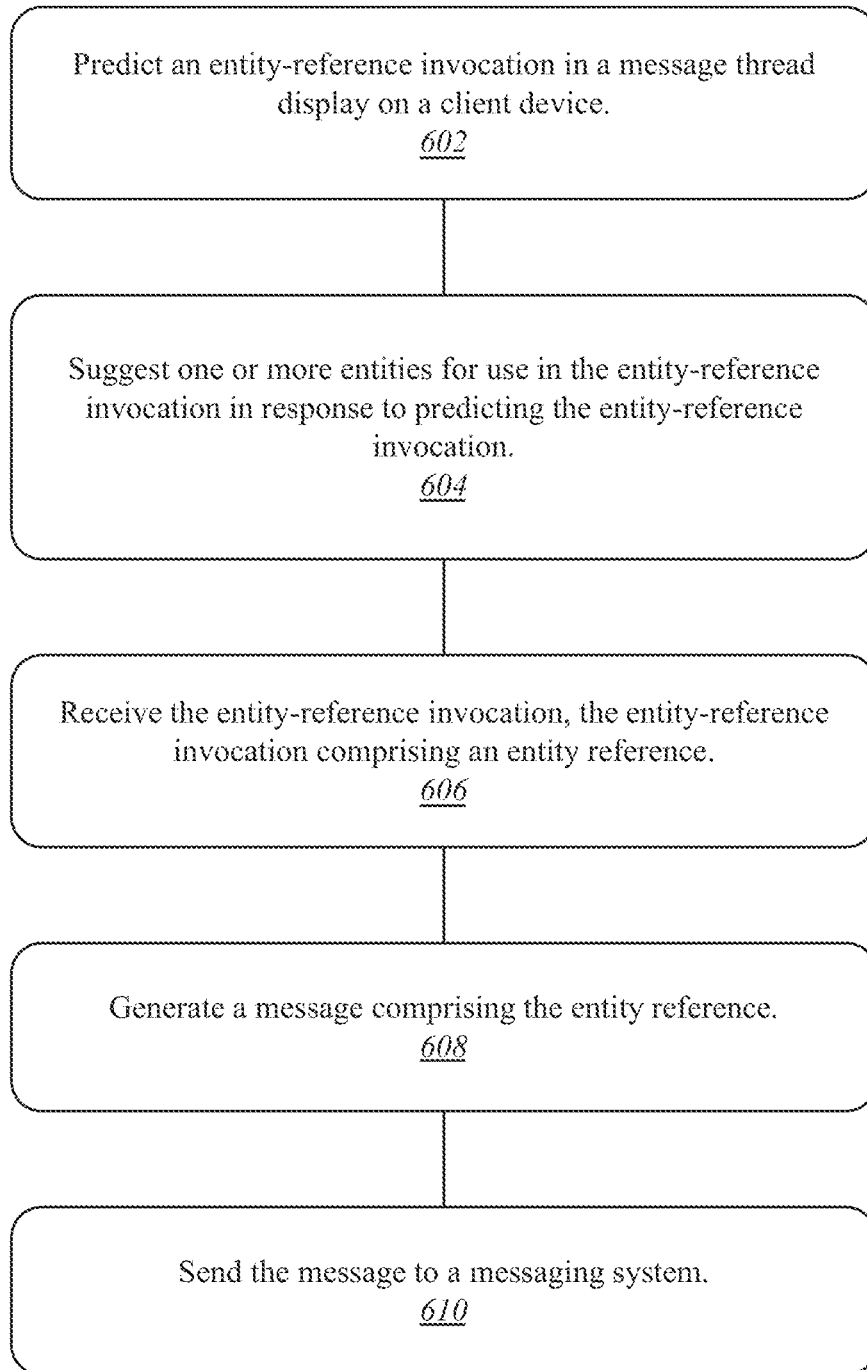 Predict an entity-reference invocation in a message thread
display on a client device.
602
Suggest one or more entities for use in the entity-reference
invocation in response to predicting the entity-reference
invocation.
604
Receive the entity-reference invocation, the entity-reference
invocation comprising an entity reference.
606
Generate a message comprising the entity reference.
608
Send the message to a messaging system.
610